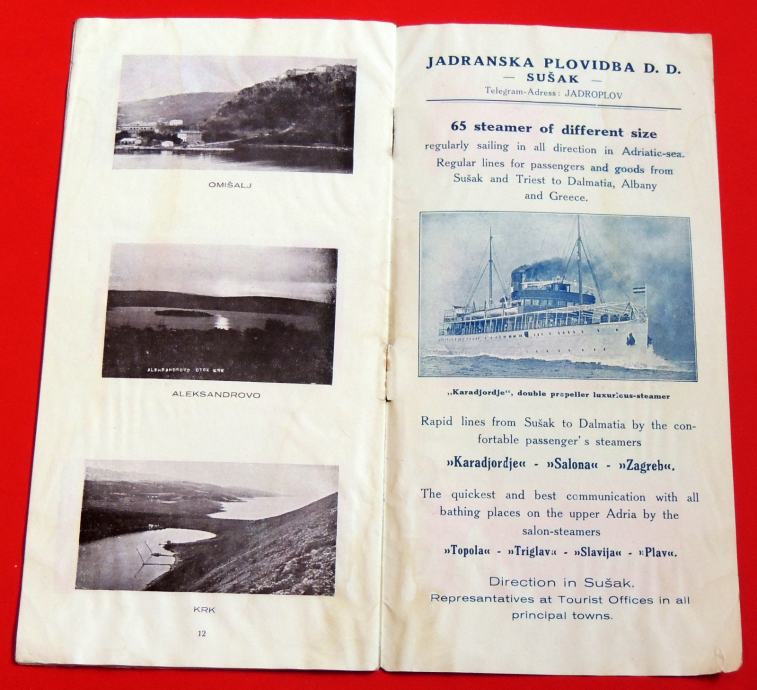 OMIŠALJ
ALEKSANDROVO OTOK KRK
ALEKSANDROVO
KRK
12
JADRANSKA PLOVIDBA D. D.
— SUŠAK —
Telegram-Adress: JADROPLOV
65 steamer of different size
regularly sailing in all direction in Adriatic-sea.
Regular lines for passengers and goods from
Sušak and Triest to Dalmatia, Albany
and Greece.
„Karadjordje“, double propeller luxurious-steamer
Rapid lines from Sušak to Dalmatia by the con-
fortable passenger's steamers
»Karadjordje« - »Salona« - »Zagreb«.
The quickest and best communication with all
bathing places on the upper Adria by the
salon-steamers
»Topola« - »Triglav« - »Slavija« - »Plav«.
Direction in Sušak.
Represantatives at Tourist Offices in all
principal towns.